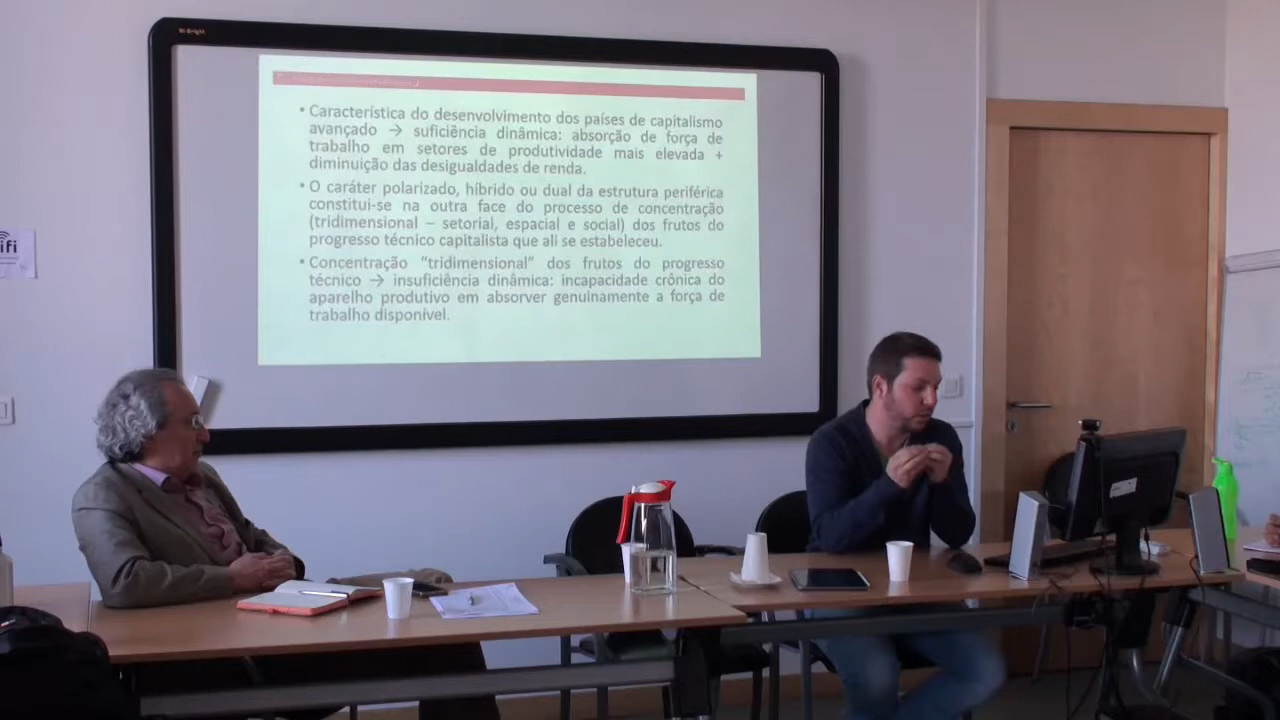 Bright
• Característica do desenvolvimento dos países de capitalismo
avançado → suficiência dinâmica: absorção de força de
trabalho em setores de produtividade mais elevada +
diminuição das desigualdades de renda.
• O caráter polarizado, híbrido ou dual da estrutura periférica
constitui-se na outra face do processo de concentração
(tridimensional – setorial, espacial e social) dos frutos do
progresso técnico capitalista que ali se estabeleceu.
• Concentração “tridimensional” dos frutos do progresso
técnico → insuficiência dinâmica: incapacidade crônica do
aparelho produtivo em absorver genuinamente a força de
trabalho disponível.
ifi